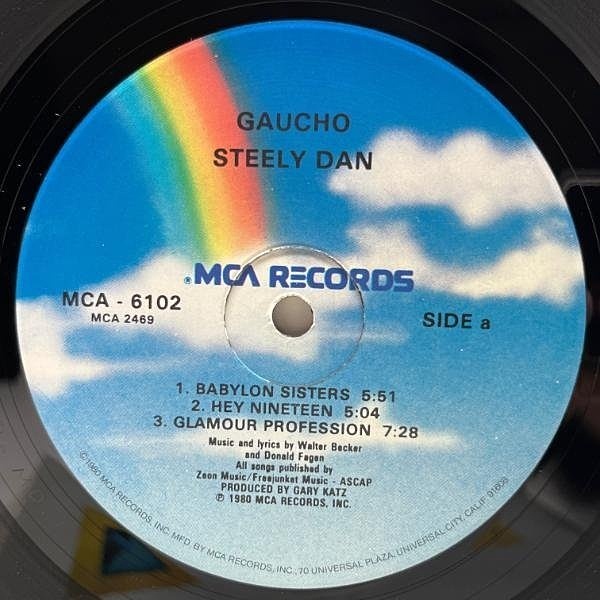 GAUCHO
STEELY DAN
®MCA RECORDS
MCA - 6102
MCA 2469
SIDE a
1. BABYLON SISTERS 5:51
2. HEY NINETEEN 5:04
3. GLAMOUR PROFESSION 7:28
Music and lyrics by Walter Becker
and Donald Fagen
All songs published by
Zeon Music/Freejunket Music - ASCAP
PRODUCED BY GARY KATZ
℗ 1980 MCA RECORDS, INC.
©1980 MCA RECORDS, INC. MFD. BY MCA RECORDS, INC., 70 UNIVERSAL PLAZA, UNIVERSAL CITY, CALIF. 91608